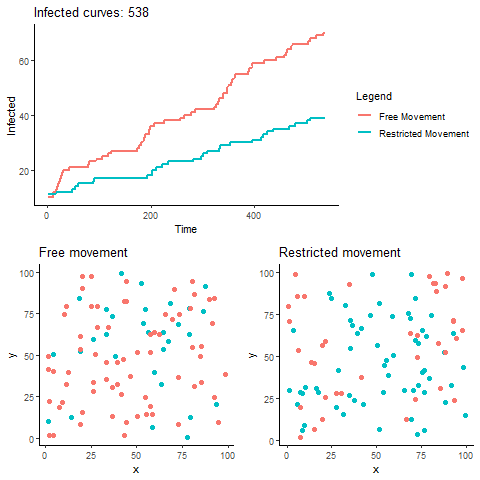 Infected curves: 538
60
40
20
Infected
0
200
400
Time
Legend
Free Movement
Restricted Movement
Free movement
100
75
50
25
0
y
0
25
50
75
100
x
Restricted movement
100
75
50
25
0
y
0
25
50
75
100
x